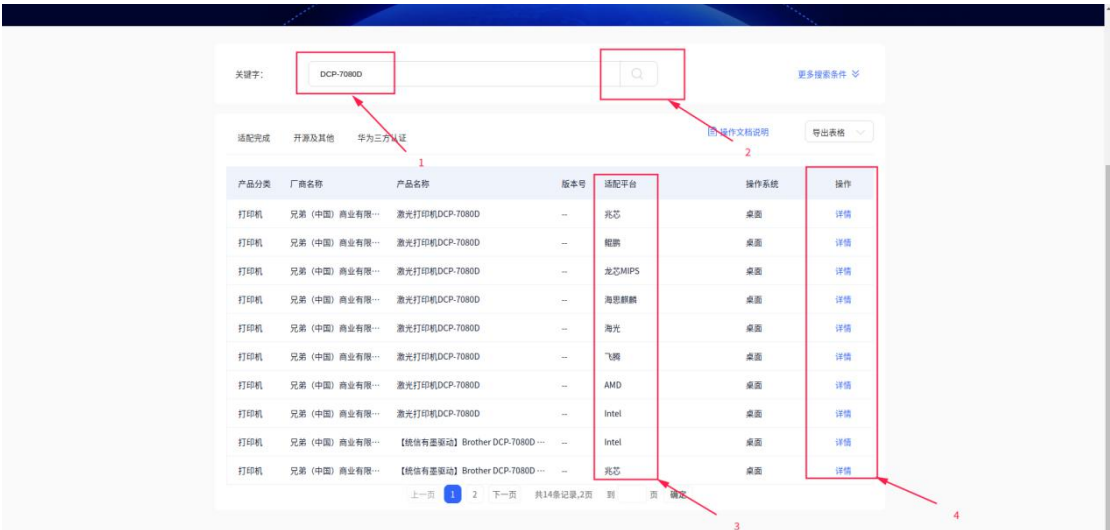 关键字： DCP-7080D 更多搜索条件
适配完成 开源及其他 华为三方认证 操作文档说明 导出表格
2
1
产品分类 厂商名称 产品名称 版本号 适配平台 操作系统 操作
打印机 兄弟（中国）商业有限… 激光打印机DCP-7080D -- 兆芯 桌面 详情
打印机 兄弟（中国）商业有限… 激光打印机DCP-7080D -- 鲲鹏 桌面 详情
打印机 兄弟（中国）商业有限… 激光打印机DCP-7080D -- 龙芯MIPS 桌面 详情
打印机 兄弟（中国）商业有限… 激光打印机DCP-7080D -- 海思麒麟 桌面 详情
打印机 兄弟（中国）商业有限… 激光打印机DCP-7080D -- 海光 桌面 详情
打印机 兄弟（中国）商业有限… 激光打印机DCP-7080D -- 飞腾 桌面 详情
打印机 兄弟（中国）商业有限… 激光打印机DCP-7080D -- AMD 桌面 详情
打印机 兄弟（中国）商业有限… 激光打印机DCP-7080D -- Intel 桌面 详情
打印机 兄弟（中国）商业有限… 【统信有墨驱动】Brother DCP-7080D … -- Intel 桌面 详情
打印机 兄弟（中国）商业有限… 【统信有墨驱动】Brother DCP-7080D … -- 兆芯 桌面 详情
上一页 1 2 下一页 共14条记录,2页 到 页 确定
4
3